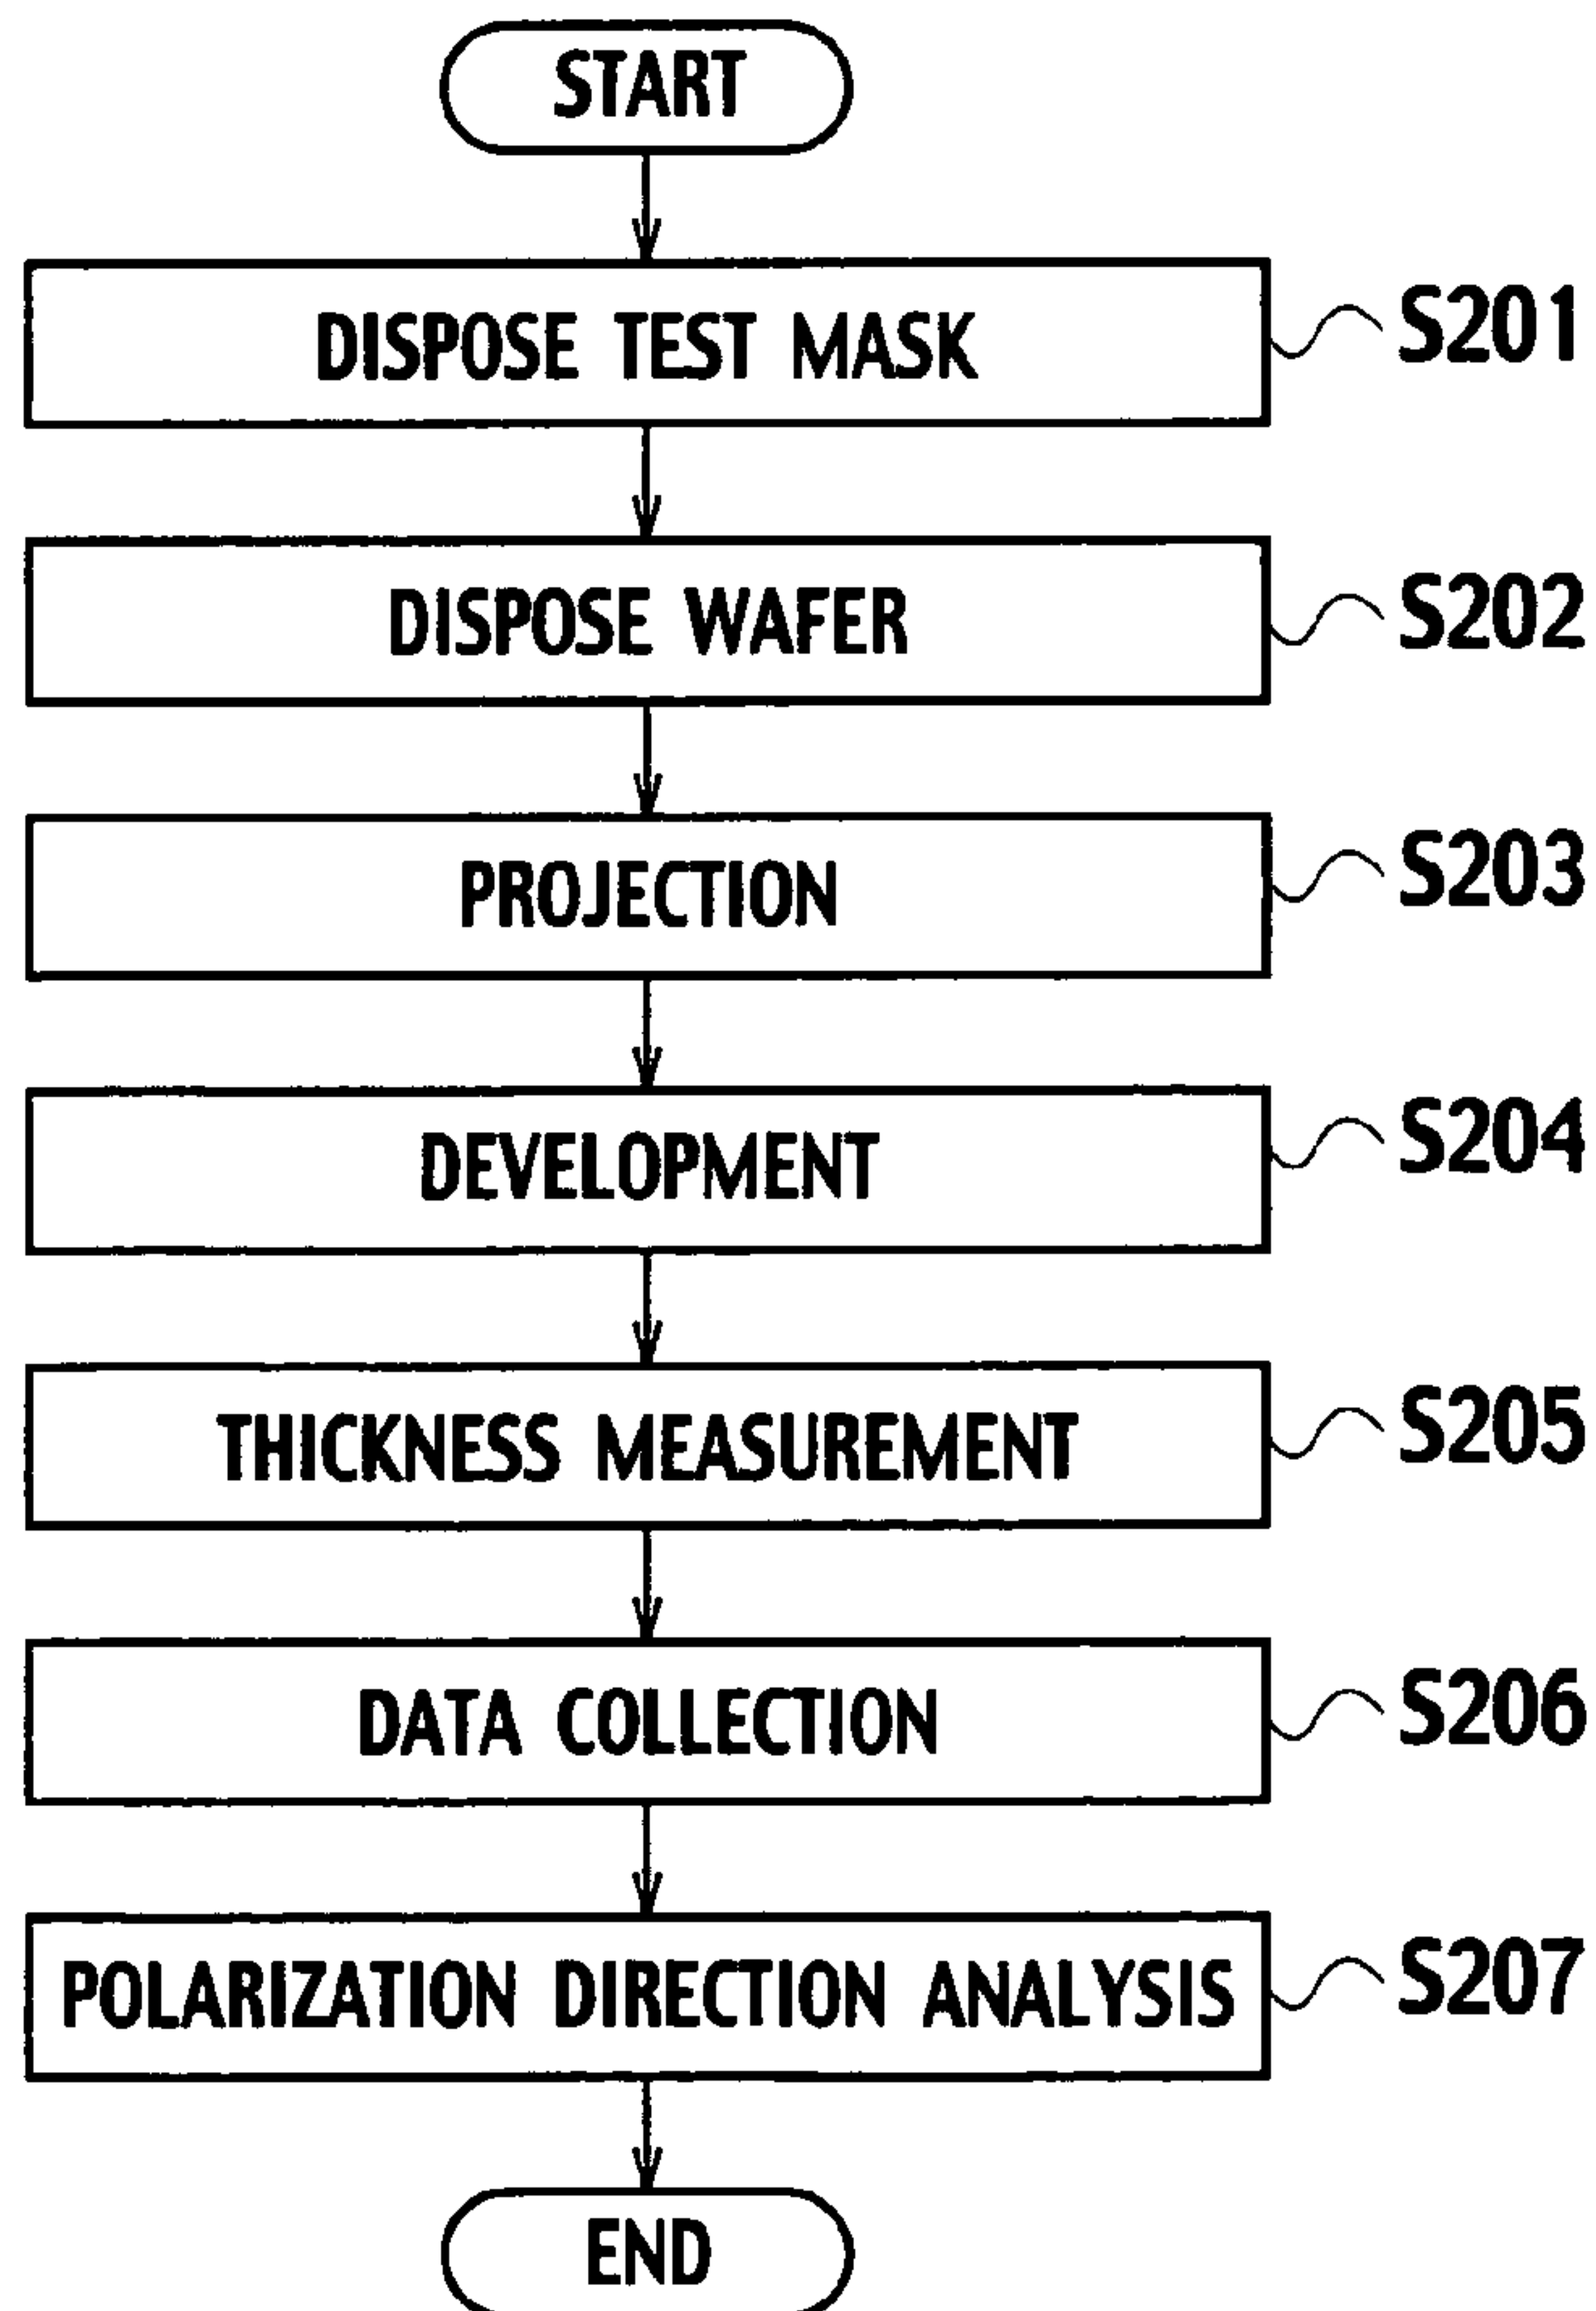 START
DISPOSE TEST MASK
S201
DISPOSE WAFER
S202
PROJECTION
S203
DEVELOPMENT
S204
THICKNESS MEASUREMENT
S205
DATA COLLECTION
S206
POLARIZATION DIRECTION ANALYSIS
S207
END